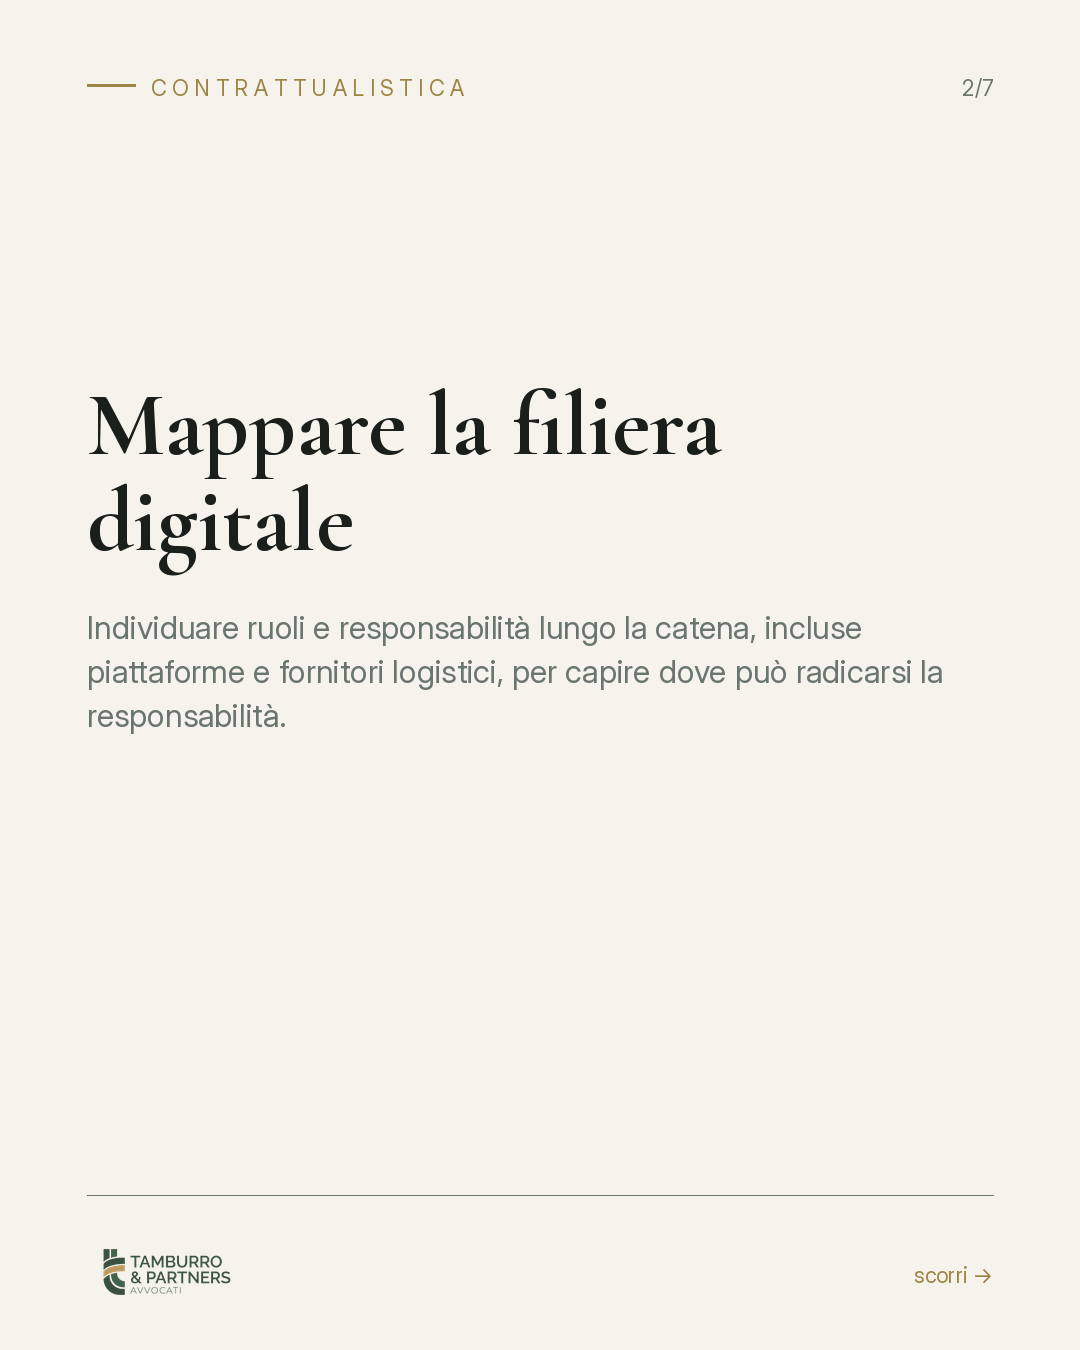 CONTRATTUALISTICA
2/7
Mappare la filiera
digitale
Individuare ruoli e responsabilità lungo la catena, incluse
piattaforme e fornitori logistici, per capire dove può radicarsi la
responsabilità.
TAMBURRO
& PARTNERS
AVVOCATI
scorri →